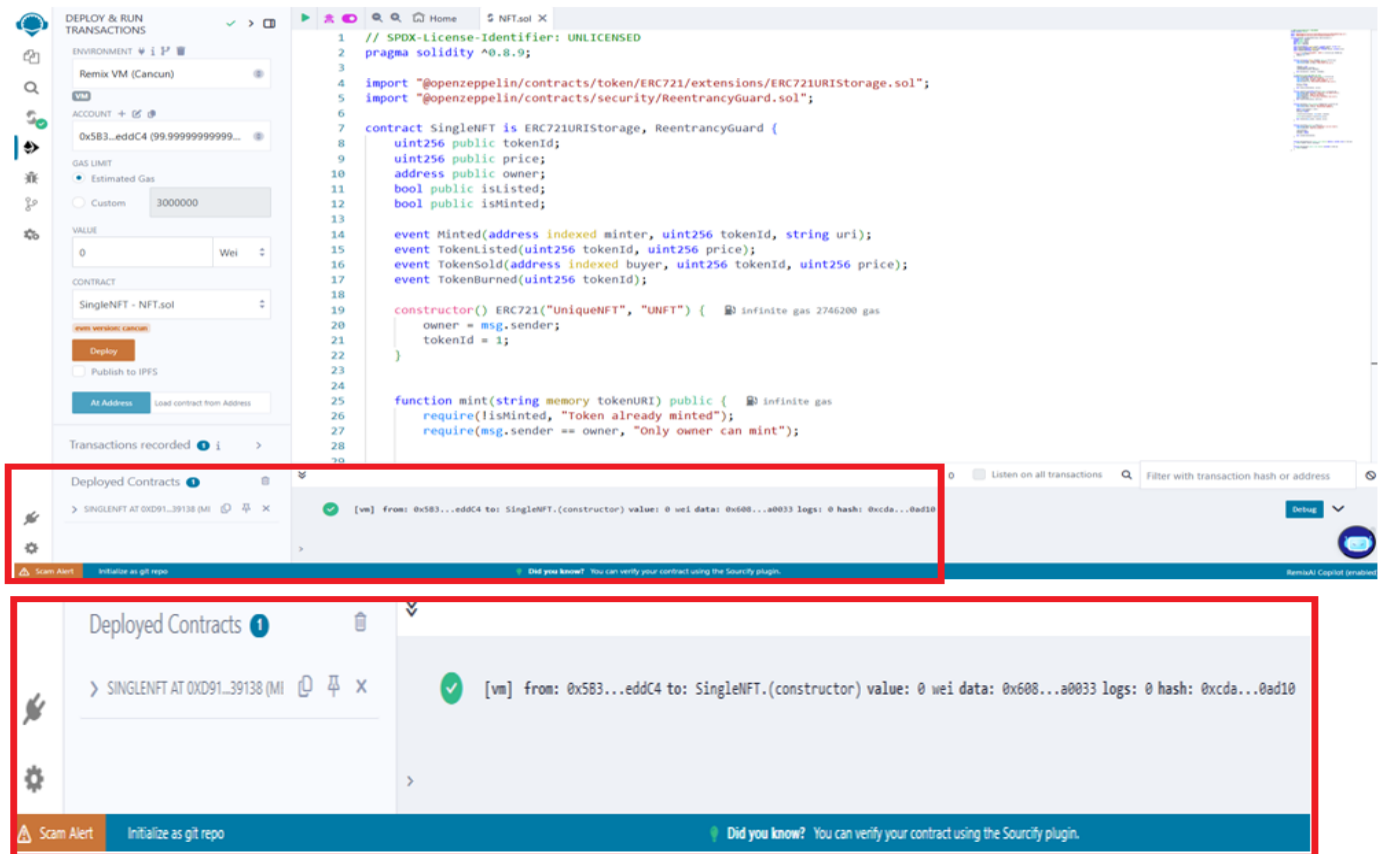 DEPLOY & RUN
TRANSACTIONS
ENVIRONMENT
Remix VM (Cancun)
VM
ACCOUNT
0x5B3...eddC4 (99.99999999999...
GAS LIMIT
Estimated Gas
Custom 3000000
VALUE
0 Wei
CONTRACT
SingleNFT - NFT.sol
evm version: cancun
Deploy
Publish to IPFS
At Address Load contract from Address
Transactions recorded 1 i
Home NFT.sol
1 // SPDX-License-Identifier: UNLICENSED
2 pragma solidity ^0.8.9;
3
4 import "@openzeppelin/contracts/token/ERC721/extensions/ERC721URIStorage.sol";
5 import "@openzeppelin/contracts/security/ReentrancyGuard.sol";
6
7 contract SingleNFT is ERC721URIStorage, ReentrancyGuard {
8 uint256 public tokenId;
9 uint256 public price;
10 address public owner;
11 bool public isListed;
12 bool public isMinted;
13
14 event Minted(address indexed minter, uint256 tokenId, string uri);
15 event TokenListed(uint256 tokenId, uint256 price);
16 event TokenSold(address indexed buyer, uint256 tokenId, uint256 price);
17 event TokenBurned(uint256 tokenId);
18
19 constructor() ERC721("UniqueNFT", "UNFT") { infinite gas 2746200 gas
20 owner = msg.sender;
21 tokenId = 1;
22 }
23
24
25 function mint(string memory tokenURI) public { infinite gas
26 require(!isMinted, "Token already minted");
27 require(msg.sender == owner, "Only owner can mint");
28
29
Deployed Contracts 1
SINGLENFT AT 0XD91...39138 (MI
0 Listen on all transactions Filter with transaction hash or address
[vm] from: 0x5B3...eddC4 to: SingleNFT.(constructor) value: 0 wei data: 0x608...a0033 logs: 0 hash: 0xcda...0ad10
Debug
>
Scam Alert Initialize as git repo Did you know? You can verify your contract using the Sourcify plugin. RemixAI Copilot (enabled)
Deployed Contracts 1
SINGLENFT AT 0XD91...39138 (MI
[vm] from: 0x5B3...eddC4 to: SingleNFT.(constructor) value: 0 wei data: 0x608...a0033 logs: 0 hash: 0xcda...0ad10
>
Scam Alert Initialize as git repo Did you know? You can verify your contract using the Sourcify plugin.